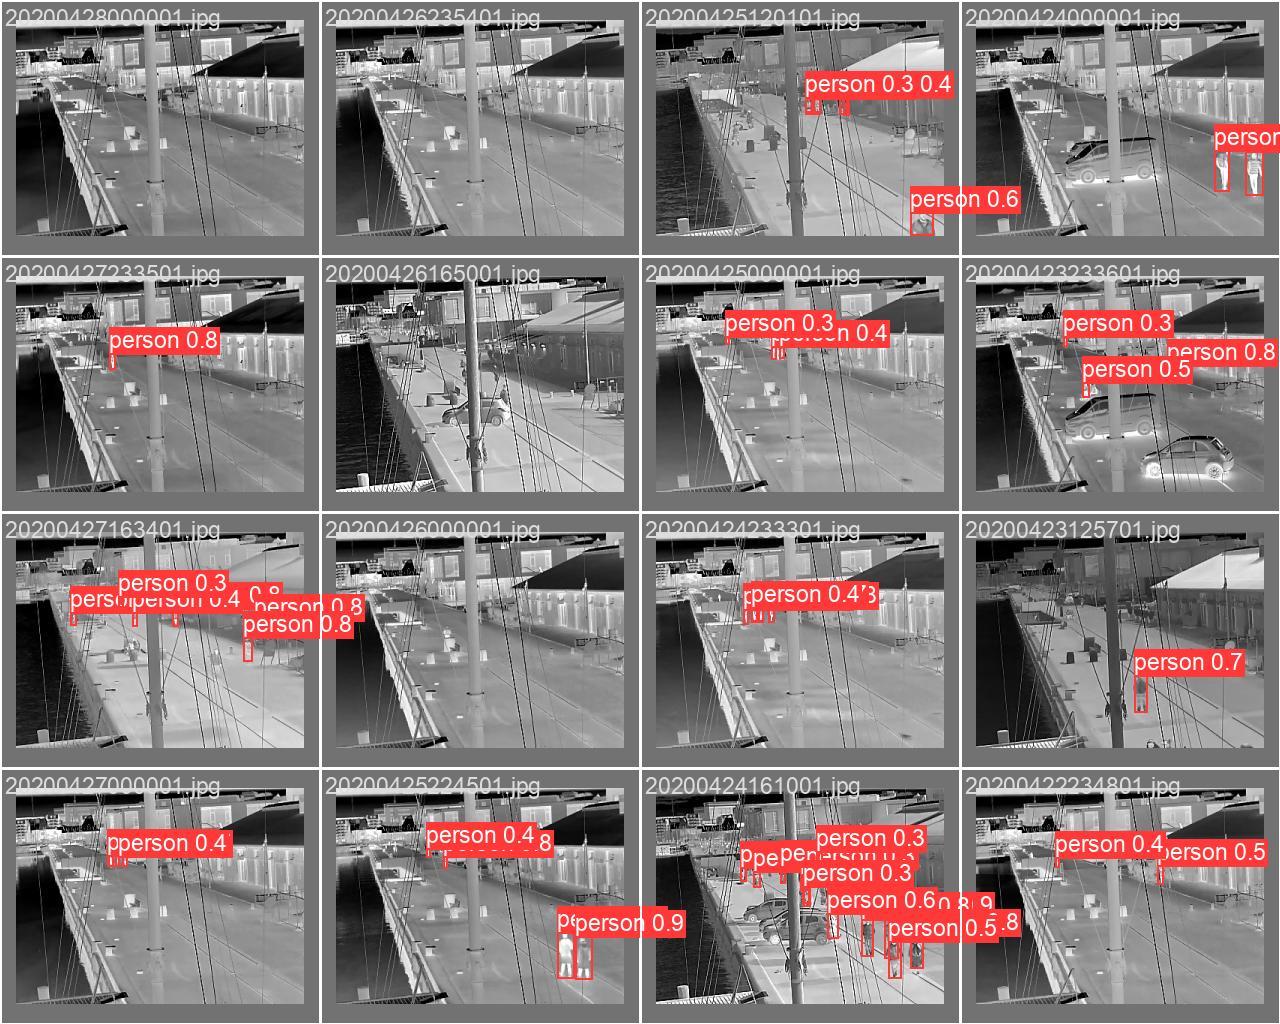 20200428000001.jpg
20200426235401.jpg
20200425120101.jpg
20200424000001.jpg
person 0.3 0.4
person
person 0.6
20200427233501.jpg
20200426165001.jpg
20200425000001.jpg
20200423233601.jpg
person 0.8
person 0.3
n 0.4
person 0.3
person 0.8
person 0.5
20200427163401.jpg
20200426000001.jpg
20200424233301.jpg
20200423125701.jpg
person 0.3
person 0.4
person 0.8
person 0.8
person 0.4
person 0.7
20200427000001.jpg
20200425224501.jpg
20200424161001.jpg
20200422234801.jpg
person 0.4
person 0.4
.8
pe
person 0.9
person 0.3
person 0.3
person 0.6
person 0.5
.8
person 0.4
person 0.5